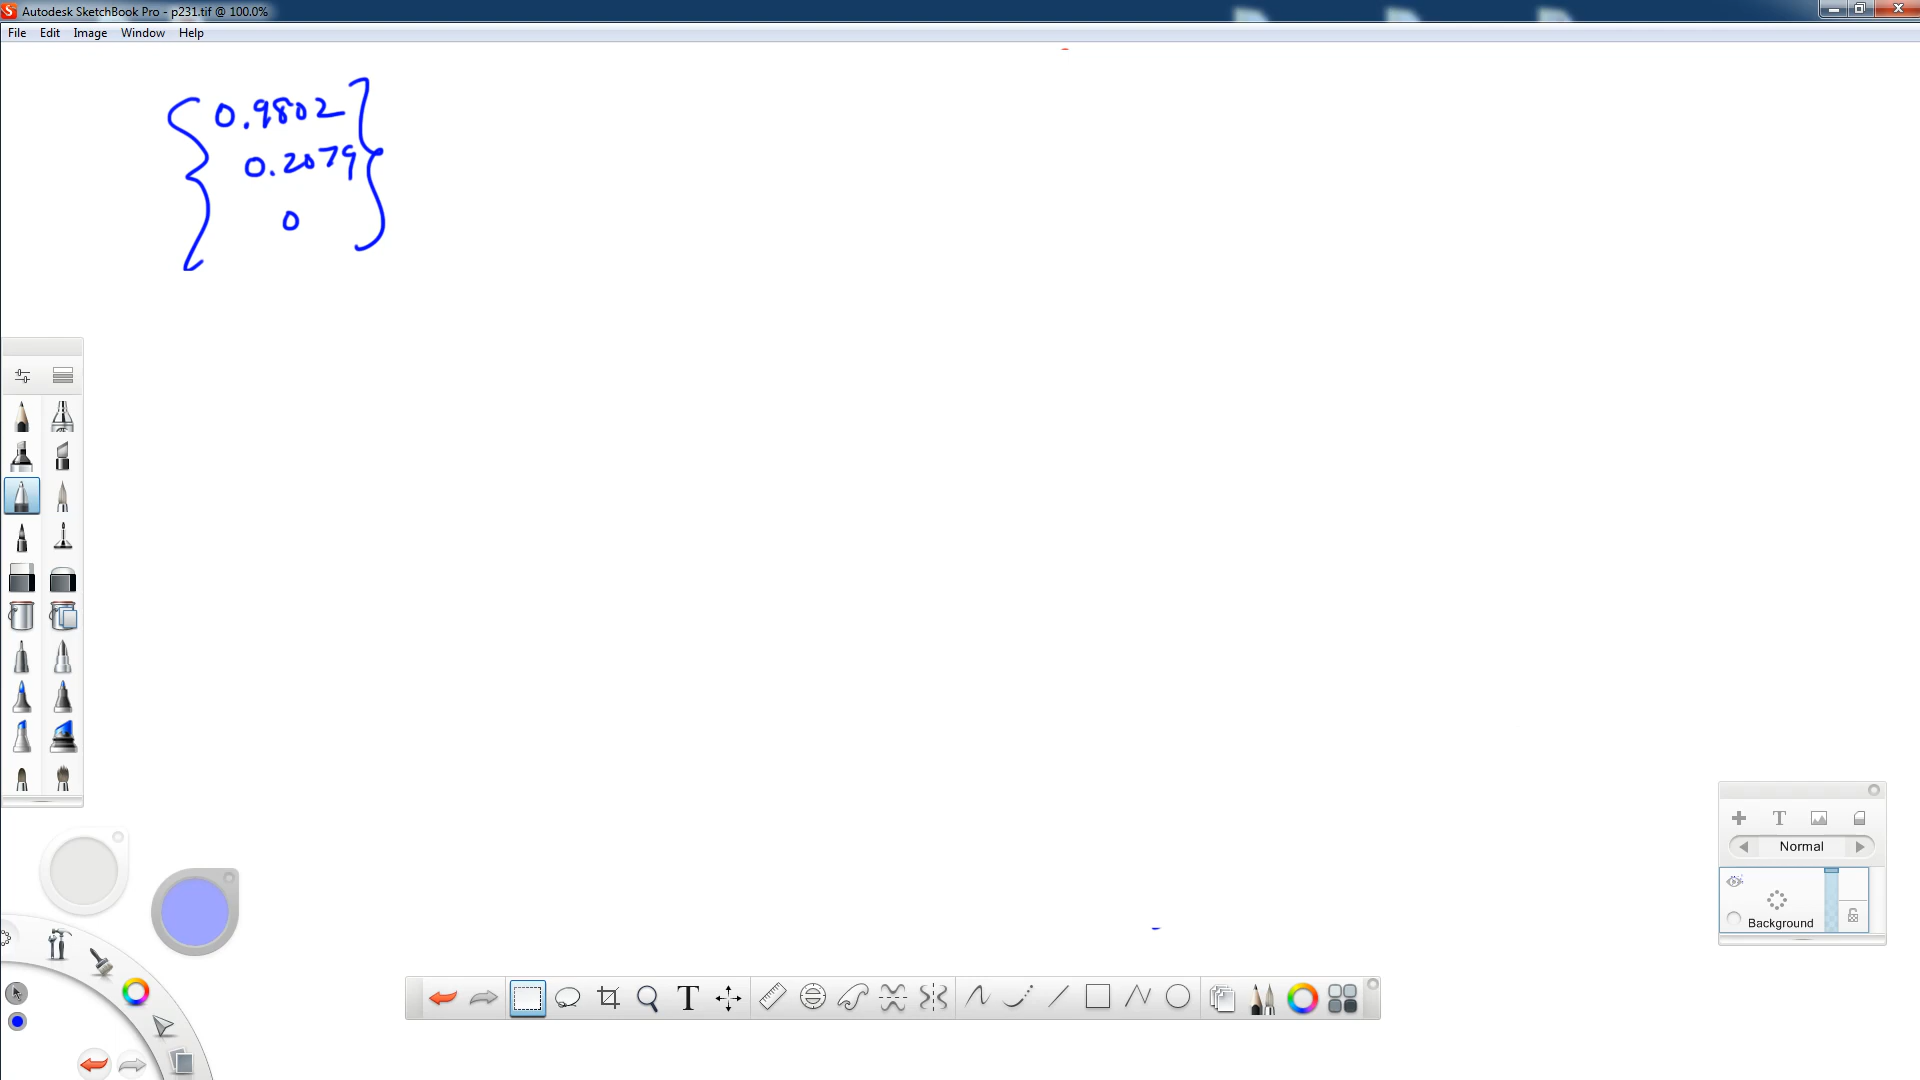 Autodesk SketchBook Pro - p231.tif @ 100.0%
File Edit Image Window Help
0.9802
0.2079
0
Normal
Background